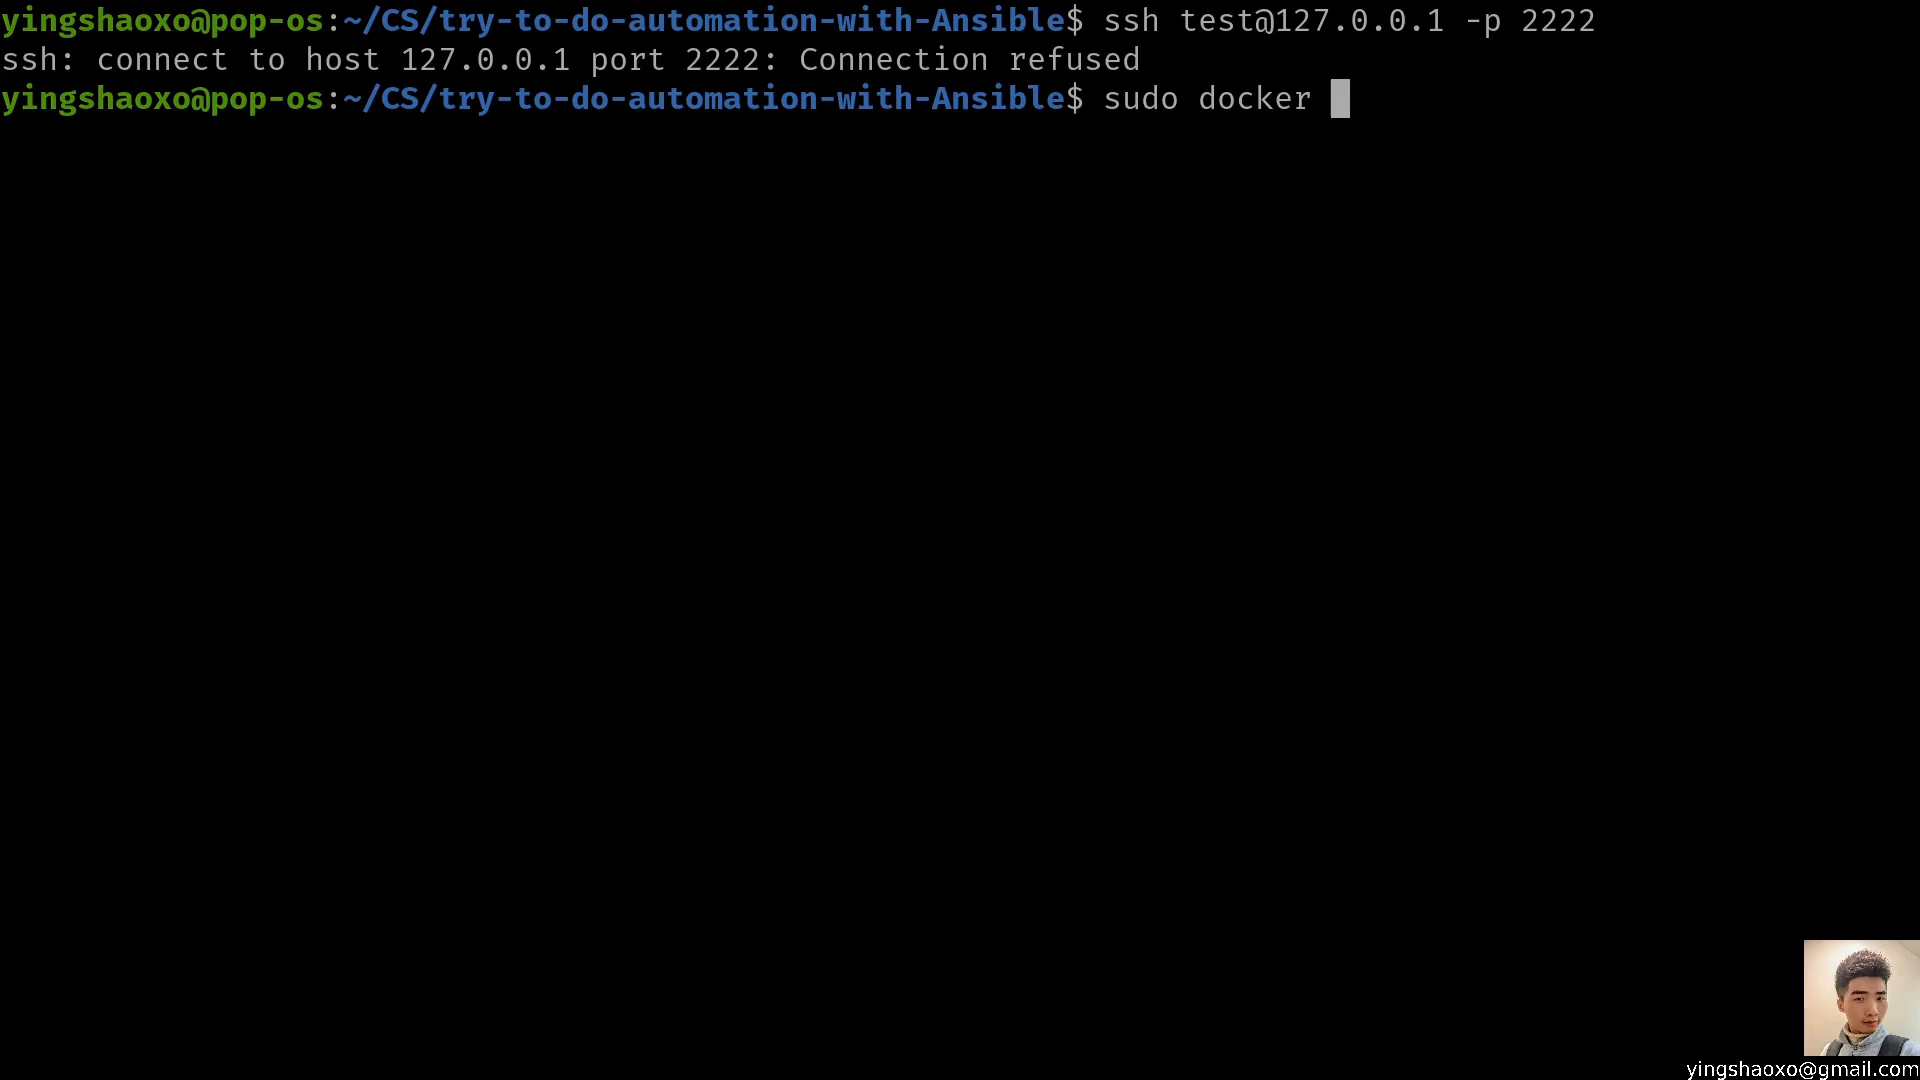 yingshaoxo@pop-os:~/CS/try-to-do-automation-with-Ansible$ ssh test@127.0.0.1 -p 2222
ssh: connect to host 127.0.0.1 port 2222: Connection refused
yingshaoxo@pop-os:~/CS/try-to-do-automation-with-Ansible$ sudo docker
yingshaoxo@gmail.com